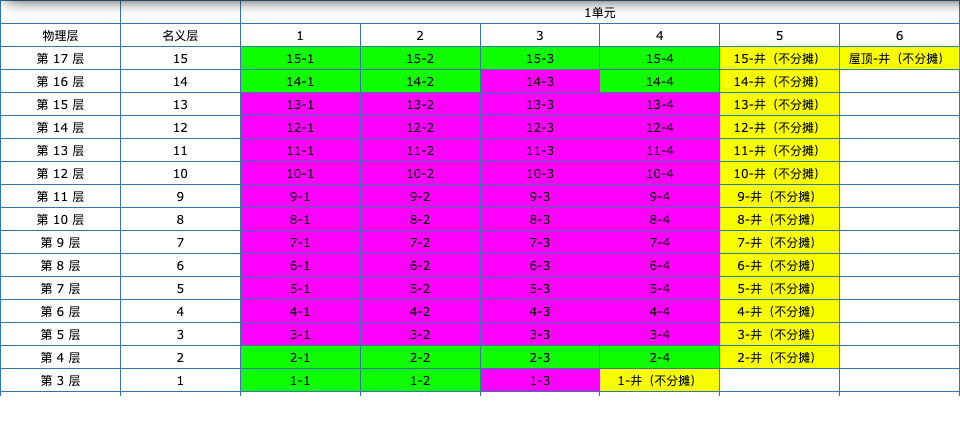 1单元
物理层 名义层 1 2 3 4 5 6
第 17 层 15 15-1 15-2 15-3 15-4 15-井（不分摊） 屋顶-井（不分摊）
第 16 层 14 14-1 14-2 14-3 14-4 14-井（不分摊）
第 15 层 13 13-1 13-2 13-3 13-4 13-井（不分摊）
第 14 层 12 12-1 12-2 12-3 12-4 12-井（不分摊）
第 13 层 11 11-1 11-2 11-3 11-4 11-井（不分摊）
第 12 层 10 10-1 10-2 10-3 10-4 10-井（不分摊）
第 11 层 9 9-1 9-2 9-3 9-4 9-井（不分摊）
第 10 层 8 8-1 8-2 8-3 8-4 8-井（不分摊）
第 9 层 7 7-1 7-2 7-3 7-4 7-井（不分摊）
第 8 层 6 6-1 6-2 6-3 6-4 6-井（不分摊）
第 7 层 5 5-1 5-2 5-3 5-4 5-井（不分摊）
第 6 层 4 4-1 4-2 4-3 4-4 4-井（不分摊）
第 5 层 3 3-1 3-2 3-3 3-4 3-井（不分摊）
第 4 层 2 2-1 2-2 2-3 2-4 2-井（不分摊）
第 3 层 1 1-1 1-2 1-3 1-井（不分摊）